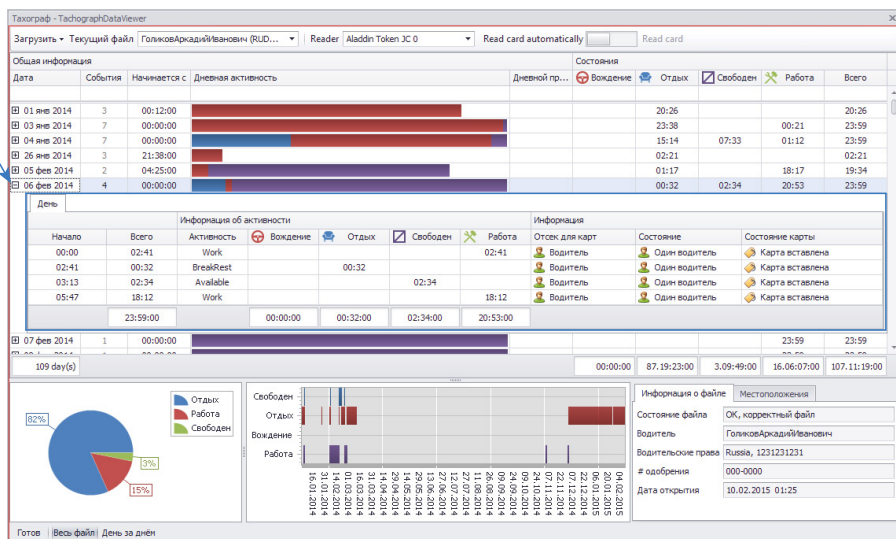 Тахограф - TachographDataViewer
Загрузить Текущий файл ГоликовАркадийИванович (RUD... Reader Aladdin Token JC 0 Read card automatically Read card
Общая информация Состояния
Дата События Начинается с Дневная активность Дневной пр... Вождение Отдых Свободен Работа Всего
01 янв 2014 3 00:12:00 20:26 20:26
03 янв 2014 7 00:00:00 23:38 00:21 23:59
04 янв 2014 7 00:00:00 15:14 07:33 01:12 23:59
26 янв 2014 3 21:38:00 02:21 02:21
05 фев 2014 2 04:25:00 01:17 18:17 19:34
06 фев 2014 4 00:00:00 00:32 02:34 20:53 23:59
День
Информация об активности Информация
Начало Всего Активность Вождение Отдых Свободен Работа Отсек для карт Состояние Состояние карты
00:00 02:41 Work 02:41 Водитель Один водитель Карта вставлена
02:41 00:32 BreakRest 00:32 Водитель Один водитель Карта вставлена
03:13 02:34 Available 02:34 Водитель Один водитель Карта вставлена
05:47 18:12 Work 18:12 Водитель Один водитель Карта вставлена
23:59:00 00:00:00 00:32:00 02:34:00 20:53:00
07 фев 2014 1 00:00:00 23:59 23:59
109 day(s) 00:00:00 87.19:23:00 3.09:49:00 16.06:07:00 107.11:19:00
82%
3%
15%
Отдых
Работа
Свободен
Свободен
Отдых
Вождение
Работа
16.01.2014
31.01.2014
14.02.2014
01.03.2014
16.03.2014
31.03.2014
14.04.2014
29.04.2014
14.05.2014
29.05.2014
13.06.2014
27.06.2014
12.07.2014
27.07.2014
11.08.2014
26.08.2014
09.09.2014
24.09.2014
09.10.2014
24.10.2014
07.11.2014
22.11.2014
07.12.2014
22.12.2014
06.01.2015
20.01.2015
04.02.2015
Информация о файле Местоположения
Состояние файла ОК, корректный файл
Водитель ГоликовАркадийИванович
Водительские права Russia, 1231231231
# одобрения 000-0000
Дата открытия 10.02.2015 01:25
Готов Весь файл День за днём